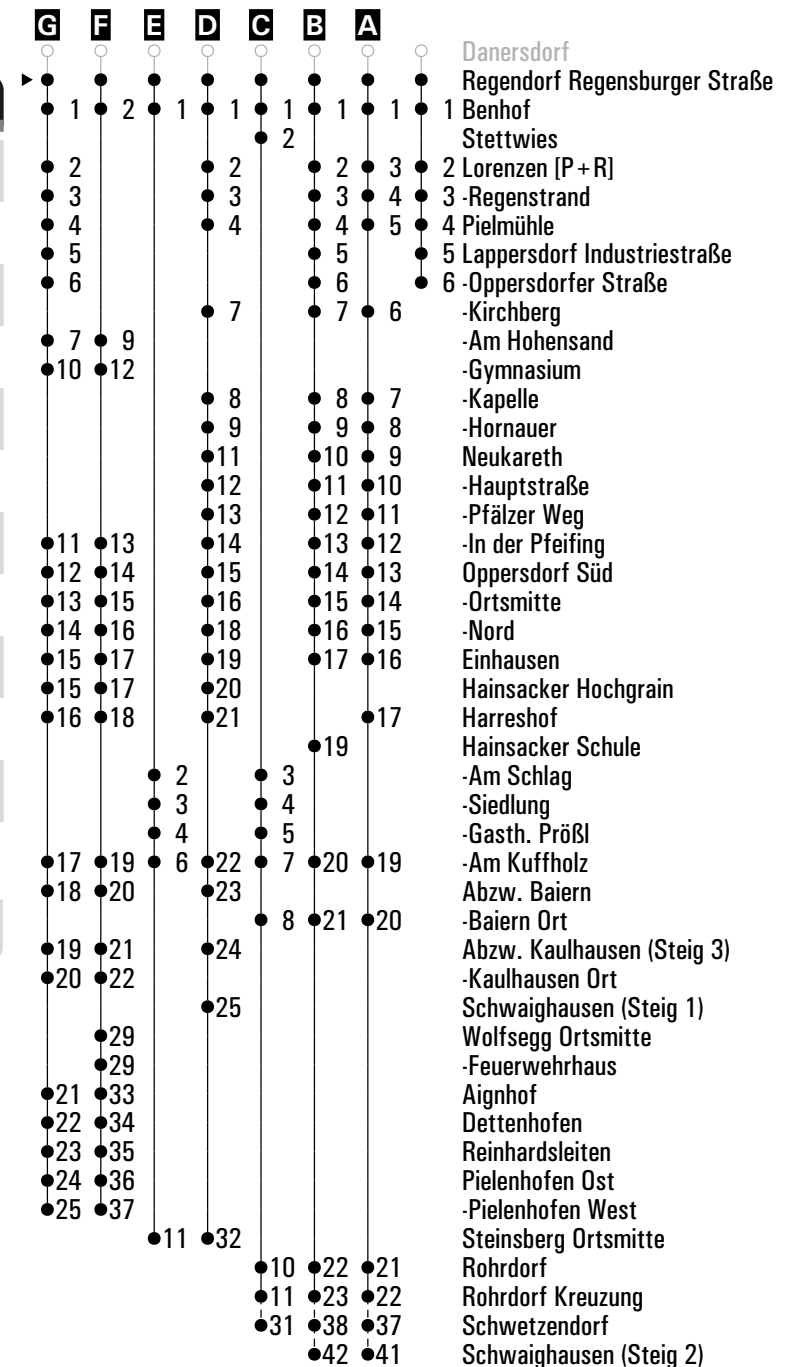 G F E D C B A
Danersdorf
Regendorf Regensburger Straße
1 2 1 1 1 1 1 1 Benhof
2 Stettwies
2 2 2 3 2 Lorenzen [P+R]
3 3 3 4 3 -Regenstrand
4 4 4 5 4 Pielmühle
5 5 5 Lappersdorf Industriestraße
6 6 6 -Oppersdorfer Straße
7 7 6 -Kirchberg
7 9 -Am Hohensand
10 12 -Gymnasium
8 8 7 -Kapelle
9 9 8 -Hornauer
11 10 9 Neukareth
12 11 10 -Hauptstraße
13 12 11 -Pfälzer Weg
11 13 14 13 12 -In der Pfeifing
12 14 15 14 13 Oppersdorf Süd
13 15 16 15 14 -Ortsmitte
14 16 18 16 15 -Nord
15 17 19 17 16 Einhausen
15 17 20 Hainsacker Hochgrain
16 18 21 17 Harreshof
19 Hainsacker Schule
2 3 -Am Schlag
3 4 -Siedlung
4 5 -Gasth. Prößl
17 19 6 22 7 20 19 -Am Kuffholz
18 20 23 Abzw. Baiern
8 21 20 -Baiern Ort
19 21 24 Abzw. Kaulhausen (Steig 3)
20 22 -Kaulhausen Ort
25 Schwaighausen (Steig 1)
29 Wolfsegg Ortsmitte
29 -Feuerwehrhaus
21 33 Aignhof
22 34 Dettenhofen
23 35 Reinhardsleiten
24 36 Pielenhofen Ost
25 37 -Pielenhofen West
11 32 Steinsberg Ortsmitte
10 22 21 Rohrdorf
11 23 22 Rohrdorf Kreuzung
31 38 37 Schwetzendorf
42 41 Schwaighausen (Steig 2)